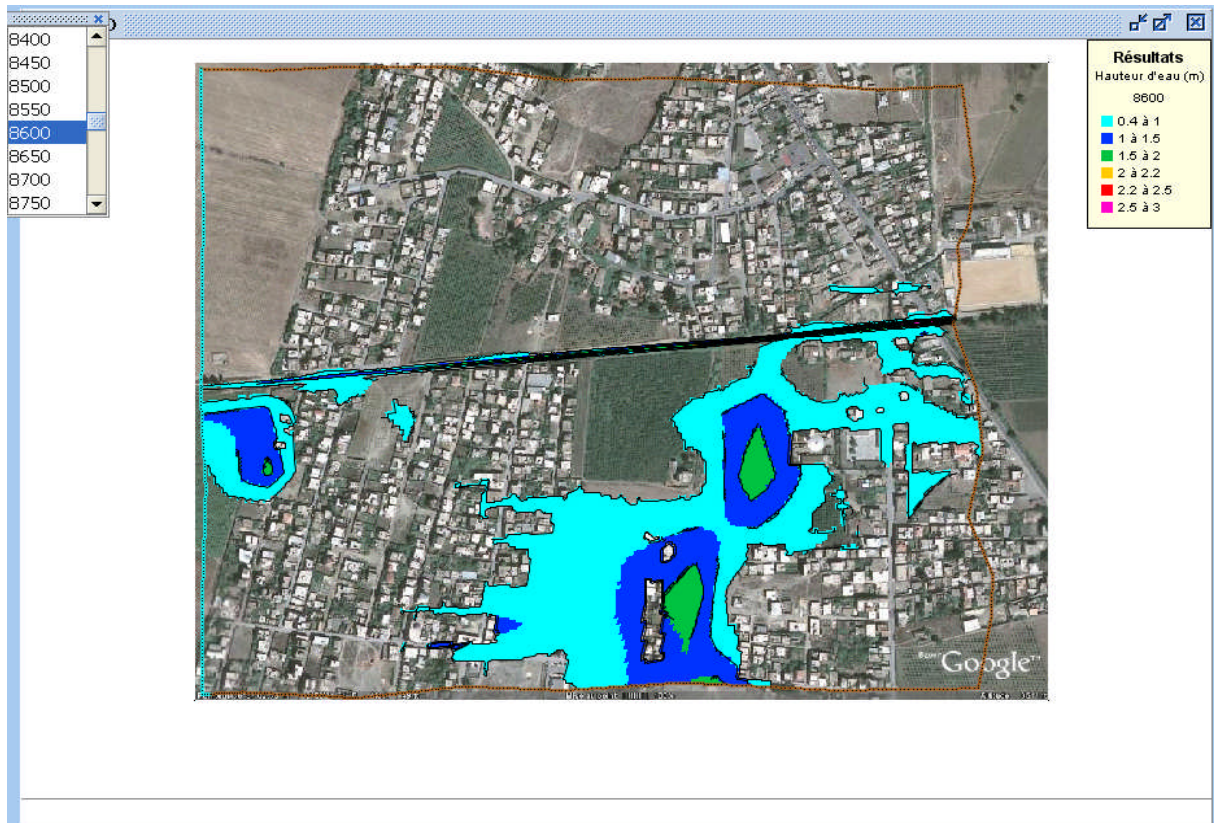 8400
8450
8500
8550
8600
8650
8700
8750
Résultats
Hauteur d'eau (m)
8600
0.4 à 1
1 à 1.5
1.5 à 2
2 à 2.2
2.2 à 2.5
2.5 à 3
Google™